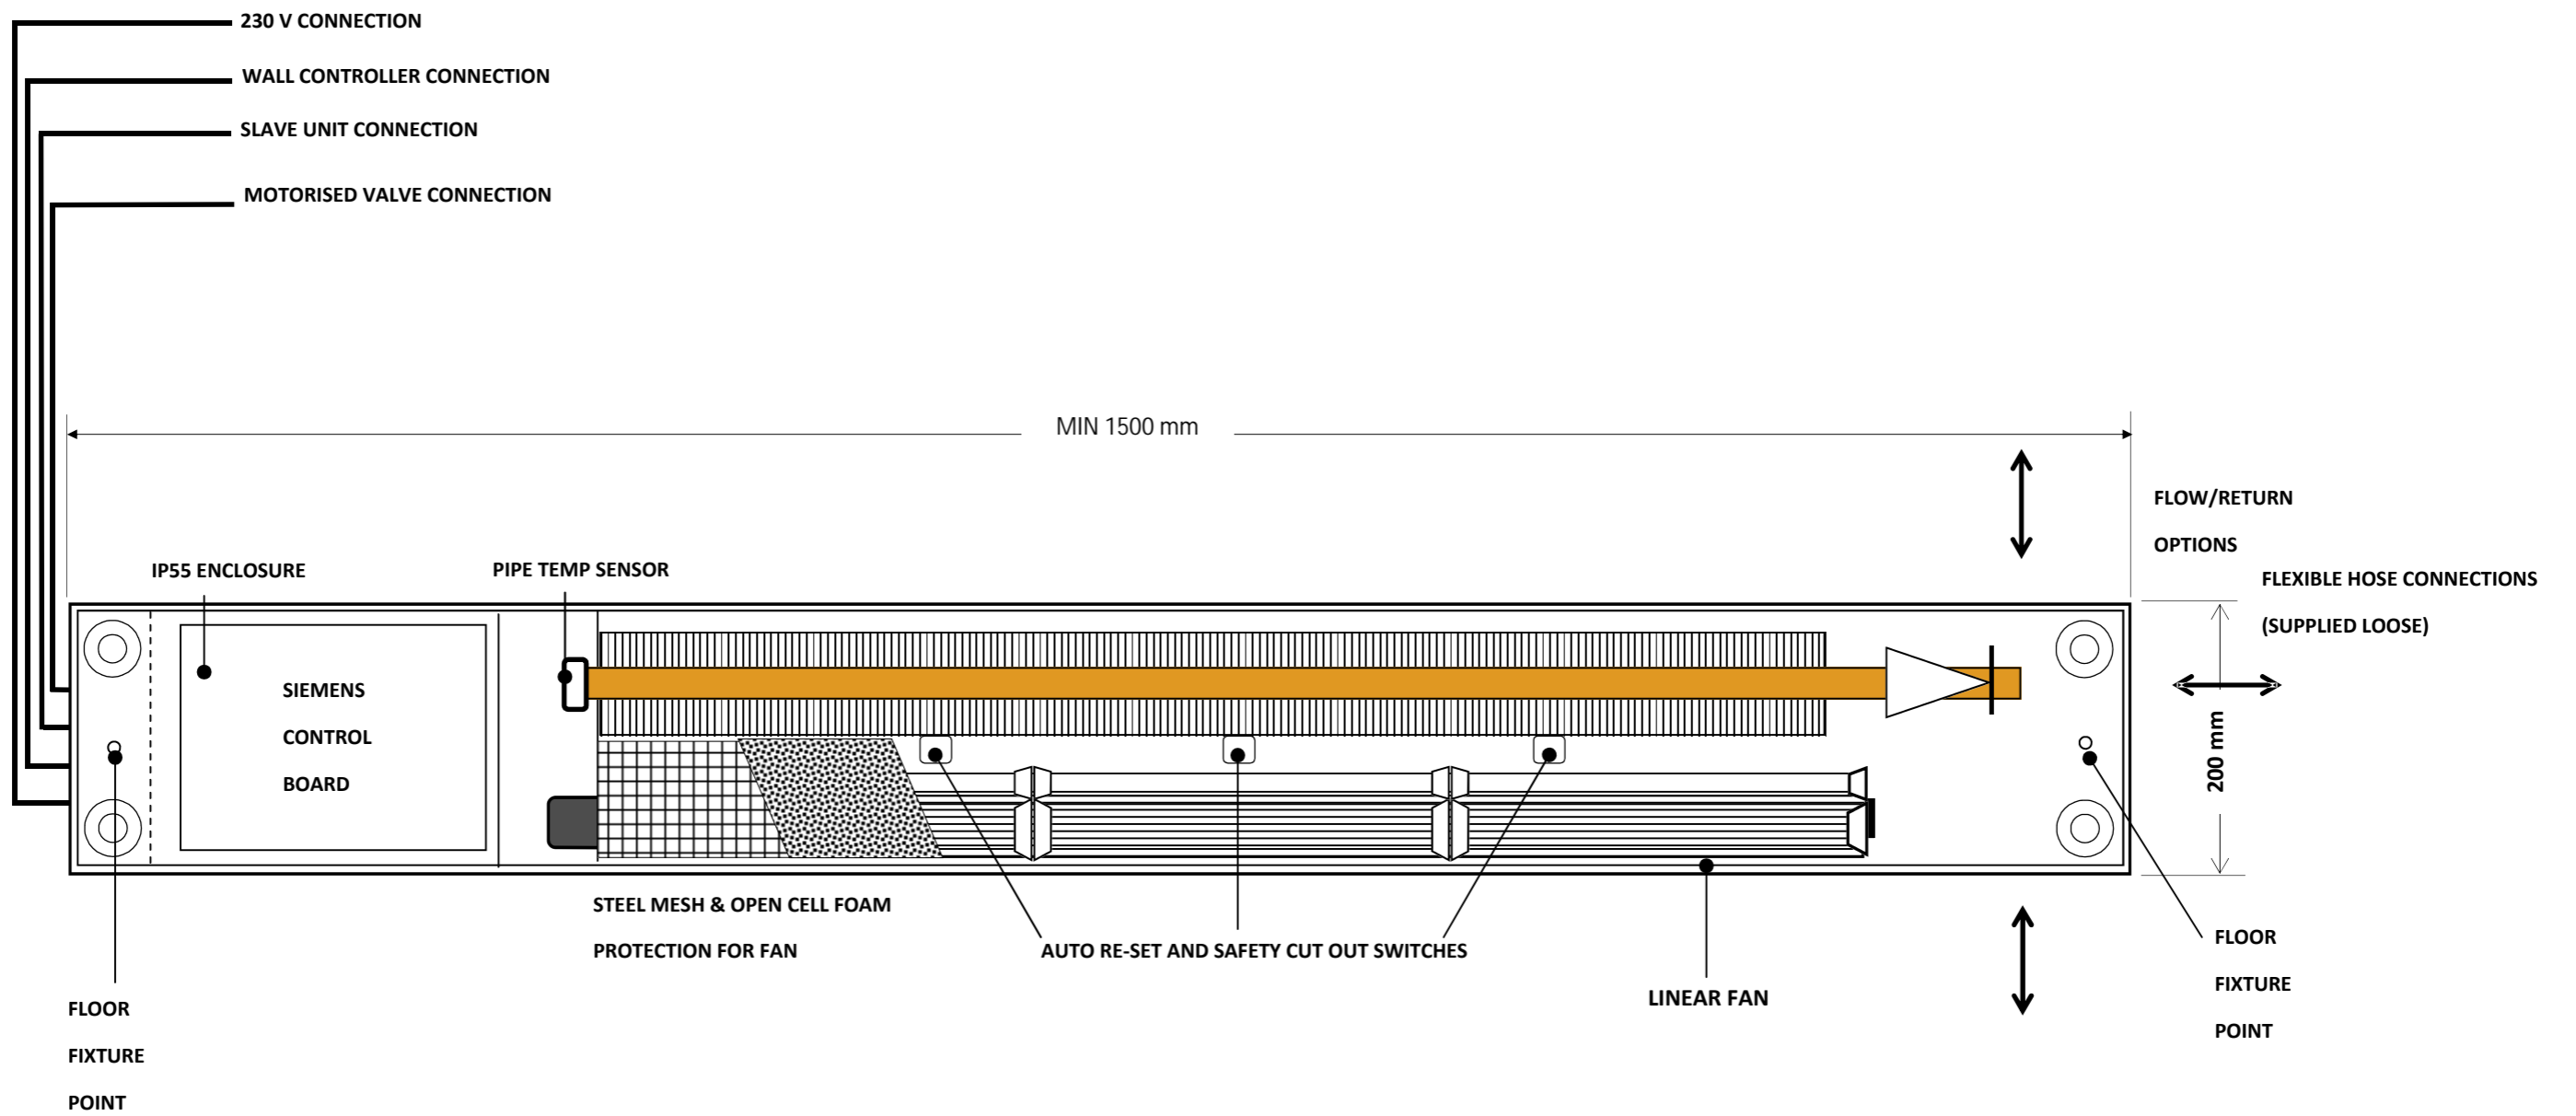 230 V CONNECTION
WALL CONTROLLER CONNECTION
SLAVE UNIT CONNECTION
MOTORISED VALVE CONNECTION
MIN 1500 mm
FLOW/RETURN
OPTIONS
FLEXIBLE HOSE CONNECTIONS
(SUPPLIED LOOSE)
IP55 ENCLOSURE
PIPE TEMP SENSOR
SIEMENS
CONTROL
BOARD
200 mm
STEEL MESH & OPEN CELL FOAM
PROTECTION FOR FAN
AUTO RE-SET AND SAFETY CUT OUT SWITCHES
LINEAR FAN
FLOOR
FIXTURE
POINT
FLOOR
FIXTURE
POINT